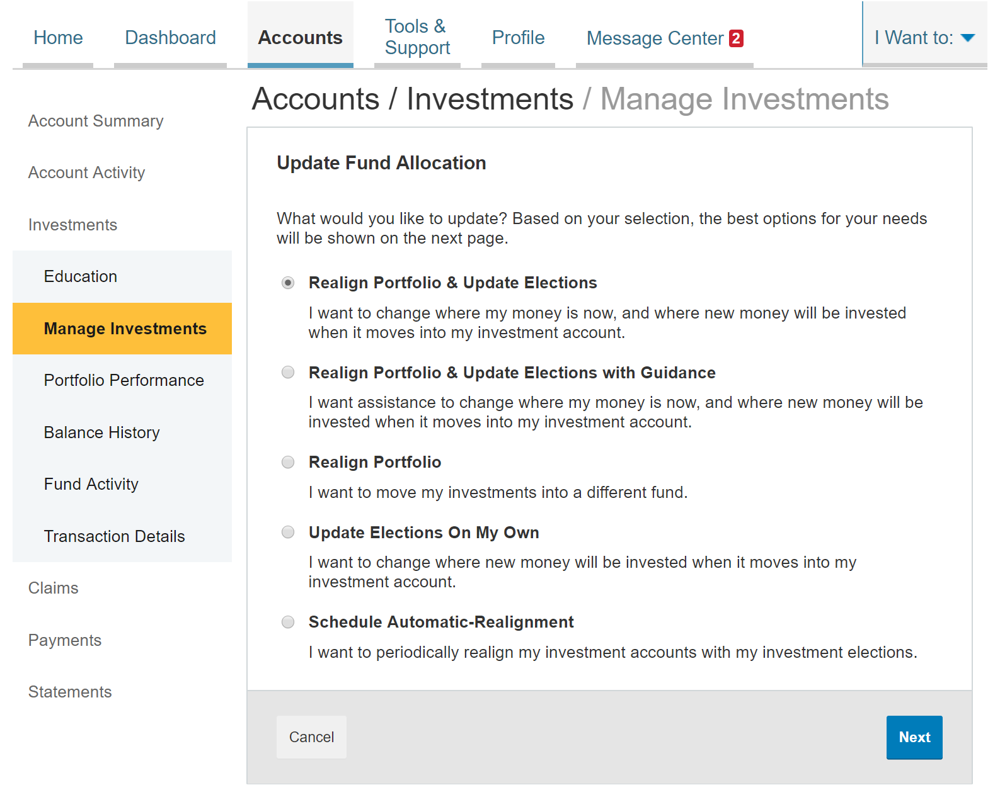 Home
Dashboard
Accounts
Tools &
Support
Profile
Message Center 2
I Want to:
Accounts / Investments / Manage Investments
Account Summary
Account Activity
Investments
Education
Manage Investments
Portfolio Performance
Balance History
Fund Activity
Transaction Details
Claims
Payments
Statements
Update Fund Allocation
What would you like to update? Based on your selection, the best options for your needs
will be shown on the next page.
Realign Portfolio & Update Elections
I want to change where my money is now, and where new money will be invested
when it moves into my investment account.
Realign Portfolio & Update Elections with Guidance
I want assistance to change where my money is now, and where new money will be
invested when it moves into my investment account.
Realign Portfolio
I want to move my investments into a different fund.
Update Elections On My Own
I want to change where new money will be invested when it moves into my
investment account.
Schedule Automatic-Realignment
I want to periodically realign my investment accounts with my investment elections.
Cancel
Next